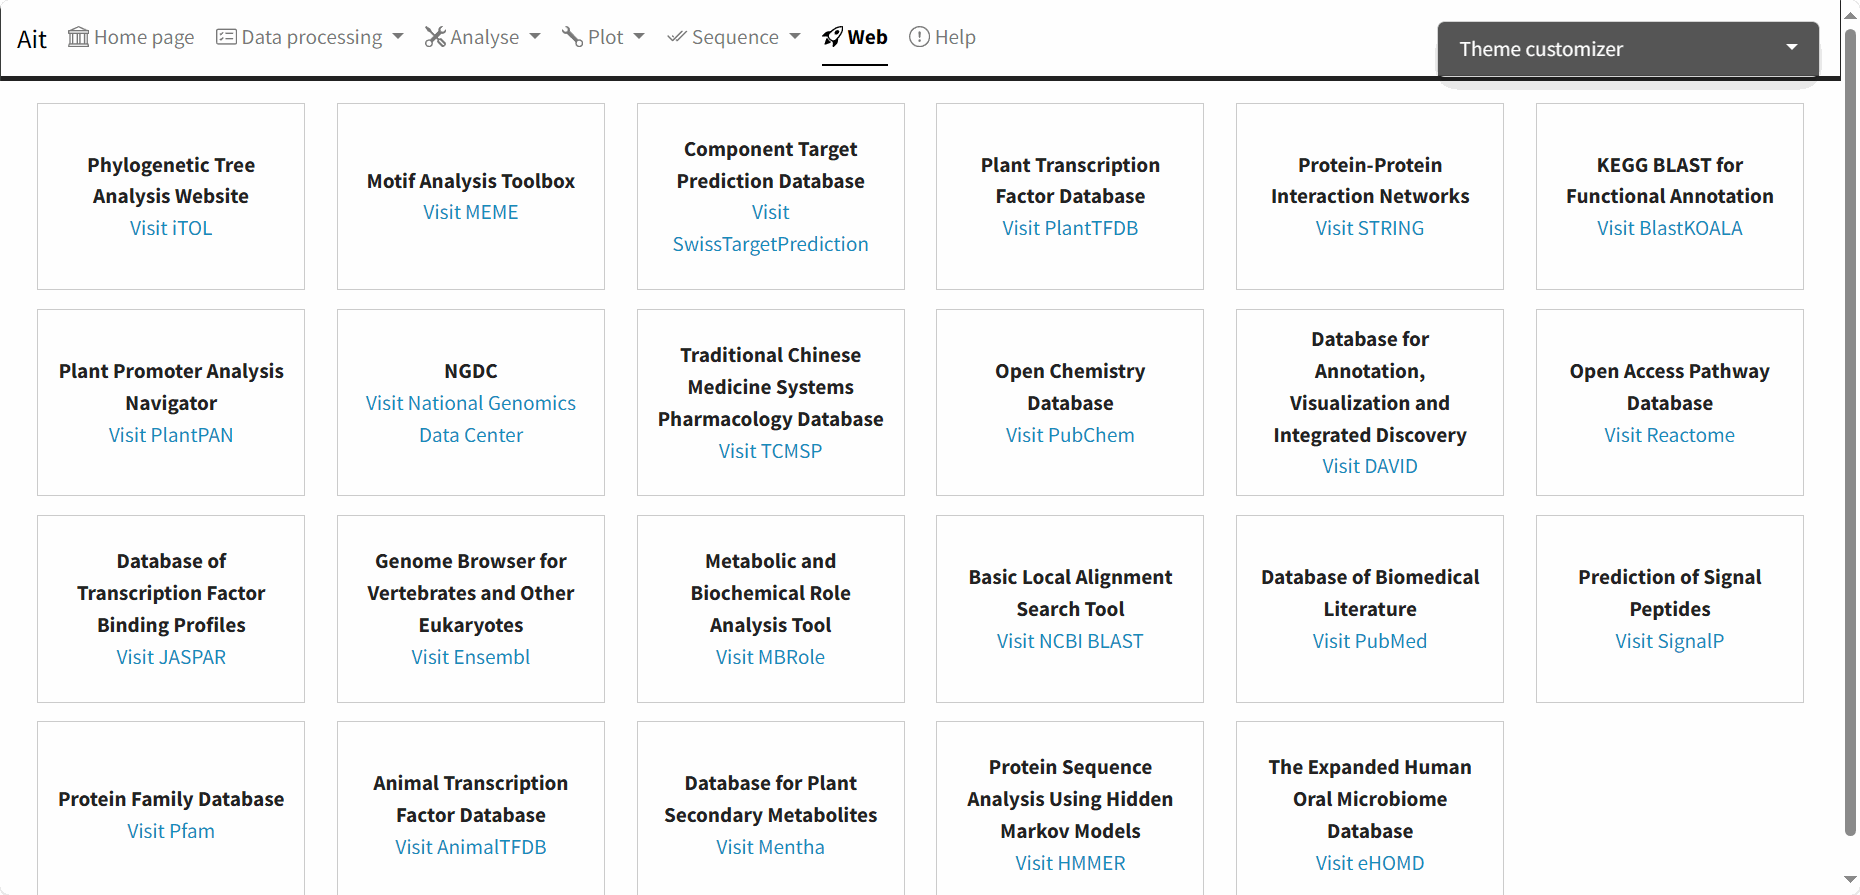 Ait Home page Data processing Analyse Plot Sequence Web Help Theme customizer
Phylogenetic Tree
Analysis Website
Visit iTOL
Motif Analysis Toolbox
Visit MEME
Component Target
Prediction Database
Visit
SwissTargetPrediction
Plant Transcription
Factor Database
Visit PlantTFDB
Protein-Protein
Interaction Networks
Visit STRING
KEGG BLAST for
Functional Annotation
Visit BlastKOALA
Plant Promoter Analysis
Navigator
Visit PlantPAN
NGDC
Visit National Genomics
Data Center
Traditional Chinese
Medicine Systems
Pharmacology Database
Visit TCMSP
Open Chemistry
Database
Visit PubChem
Database for
Annotation,
Visualization and
Integrated Discovery
Visit DAVID
Open Access Pathway
Database
Visit Reactome
Database of
Transcription Factor
Binding Profiles
Visit JASPAR
Genome Browser for
Vertebrates and Other
Eukaryotes
Visit Ensembl
Metabolic and
Biochemical Role
Analysis Tool
Visit MBRole
Basic Local Alignment
Search Tool
Visit NCBI BLAST
Database of Biomedical
Literature
Visit PubMed
Prediction of Signal
Peptides
Visit SignalP
Protein Family Database
Visit Pfam
Animal Transcription
Factor Database
Visit AnimalTFDB
Database for Plant
Secondary Metabolites
Visit Mentha
Protein Sequence
Analysis Using Hidden
Markov Models
Visit HMMER
The Expanded Human
Oral Microbiome
Database
Visit eHOMD